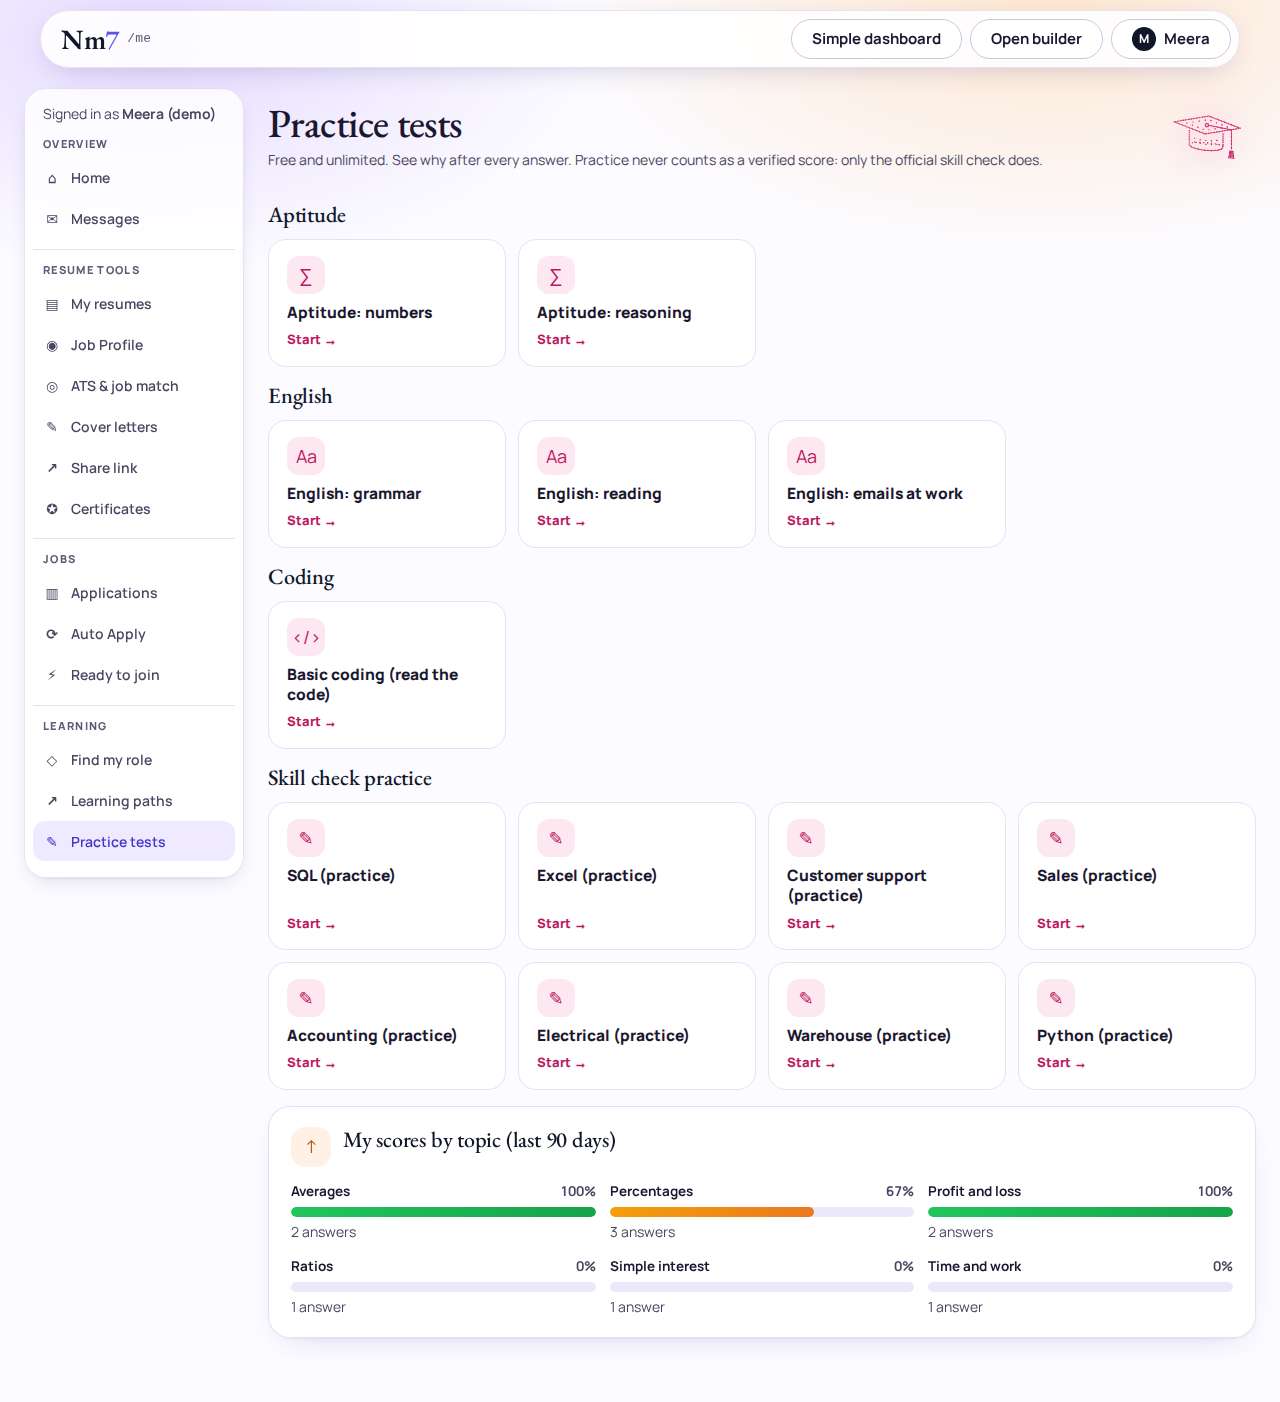 Nm7 /me
Simple dashboard
Open builder
M Meera
Signed in as Meera (demo)
OVERVIEW
Home
Messages
RESUME TOOLS
My resumes
Job Profile
ATS & job match
Cover letters
Share link
Certificates
JOBS
Applications
Auto Apply
Ready to join
LEARNING
Find my role
Learning paths
Practice tests
Practice tests
Free and unlimited. See why after every answer. Practice never counts as a verified score: only the official skill check does.
Aptitude
∑
Aptitude: numbers
Start →
∑
Aptitude: reasoning
Start →
English
Aa
English: grammar
Start →
Aa
English: reading
Start →
Aa
English: emails at work
Start →
Coding
</>
Basic coding (read the
code)
Start →
Skill check practice
SQL (practice)
Start →
Excel (practice)
Start →
Customer support
(practice)
Start →
Sales (practice)
Start →
Accounting (practice)
Start →
Electrical (practice)
Start →
Warehouse (practice)
Start →
Python (practice)
Start →
↑ My scores by topic (last 90 days)
Averages 100%
2 answers
Percentages 67%
3 answers
Profit and loss 100%
2 answers
Ratios 0%
1 answer
Simple interest 0%
1 answer
Time and work 0%
1 answer